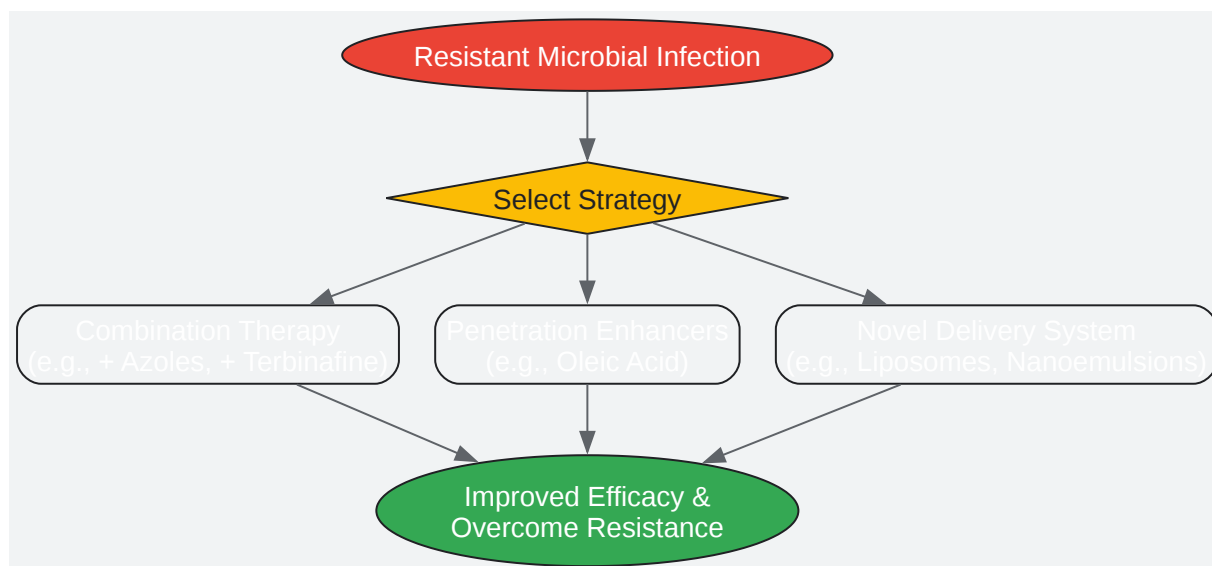 Resistant Microbial Infection
Select Strategy
Combination Therapy
(e.g., + Azoles, + Terbinafine)
Penetration Enhancers
(e.g., Oleic Acid)
Novel Delivery System
(e.g., Liposomes, Nanoemulsions)
Improved Efficacy &
Overcome Resistance